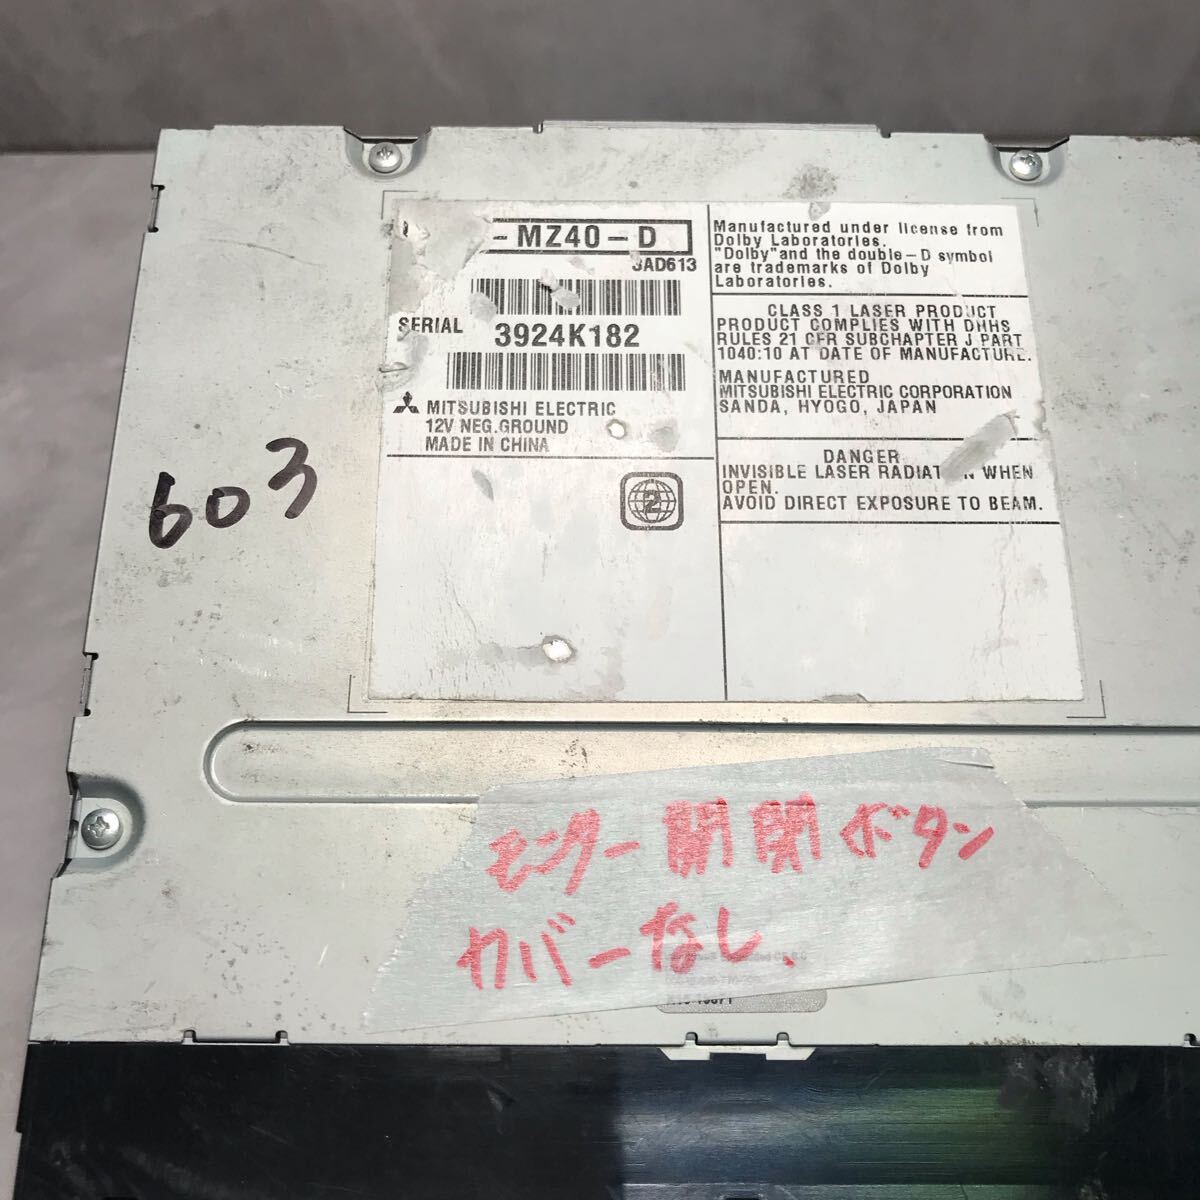 -MZ40-D
JAD613
SERIAL 3924K182
MITSUBISHI ELECTRIC
12V NEG.GROUND
MADE IN CHINA
2
Manufactured under license from
Dolby Laboratories.
"Dolby"and the double-D symbol
are trademarks of Dolby
Laboratories.
CLASS 1 LASER PRODUCT
PRODUCT COMPLIES WITH DHHS
RULES 21 CFR SUBCHAPTER J PART
1040:10 AT DATE OF MANUFACTURE.
MANUFACTURED
MITSUBISHI ELECTRIC CORPORATION
SANDA, HYOGO, JAPAN
DANGER
INVISIBLE LASER WHEN
OPEN.
AVOID DIRECT EXPOSURE TO BEAM.
603
モニター開閉ボタン
カバーなし.